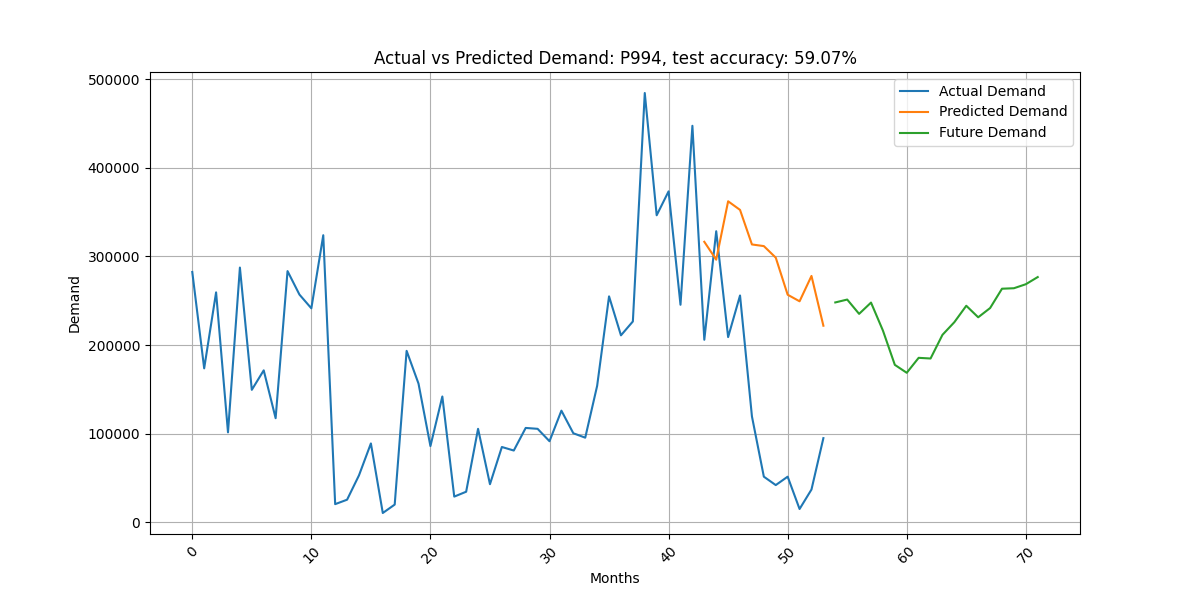 Actual vs Predicted Demand: P994, test accuracy: 59.07%
500000
400000
300000
200000
100000
0
Demand
Actual Demand
Predicted Demand
Future Demand
0
10
20
30
40
50
60
70
Months